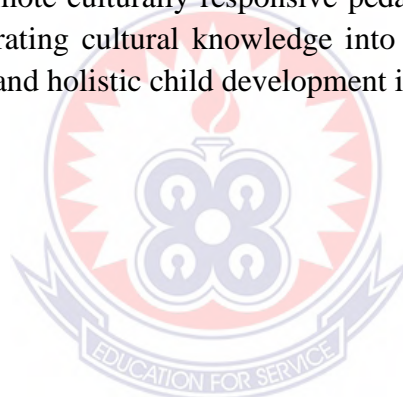 mote culturally responsive peda
rating cultural knowledge into
and holistic child development i
EDUCATION FOR SERVICE